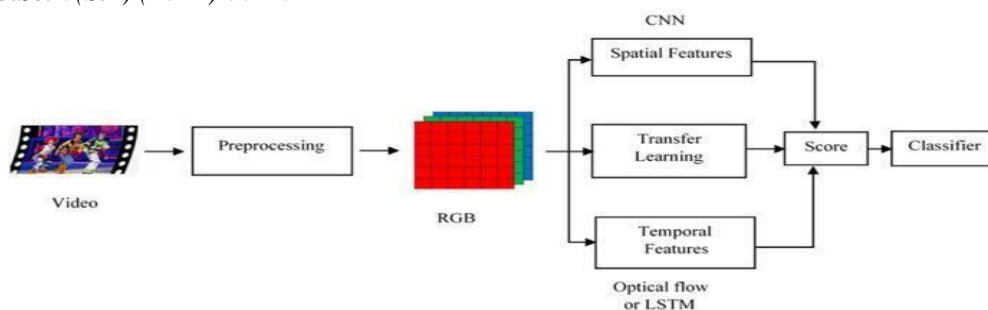 CNN
Spatial Features
Preprocessing
Transfer
Learning
Score
Classifier
Video
RGB
Temporal
Features
Optical flow
or LSTM